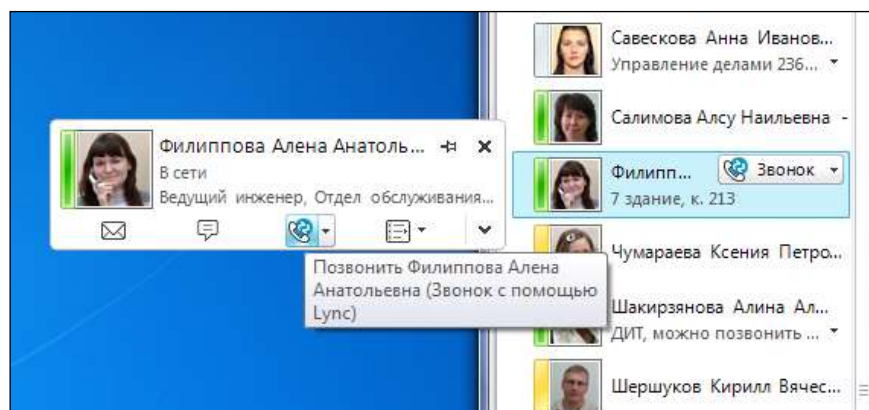 Филиппова Алена Анатоль...
В сети
Ведущий инженер, Отдел обслуживания...
Позвонить Филиппова Алена
Анатольевна (Звонок с помощью
Lync)
Савескова Анна Иванов...
Управление делами 236...
Салимова Алсу Наильевна -
Филипп...
Звонок
7 здание, к. 213
Чумараева Ксения Петро...
Шакирзянова Алина Ал...
ДИТ, можно позвонить ...
Шершуков Кирилл Вячес...